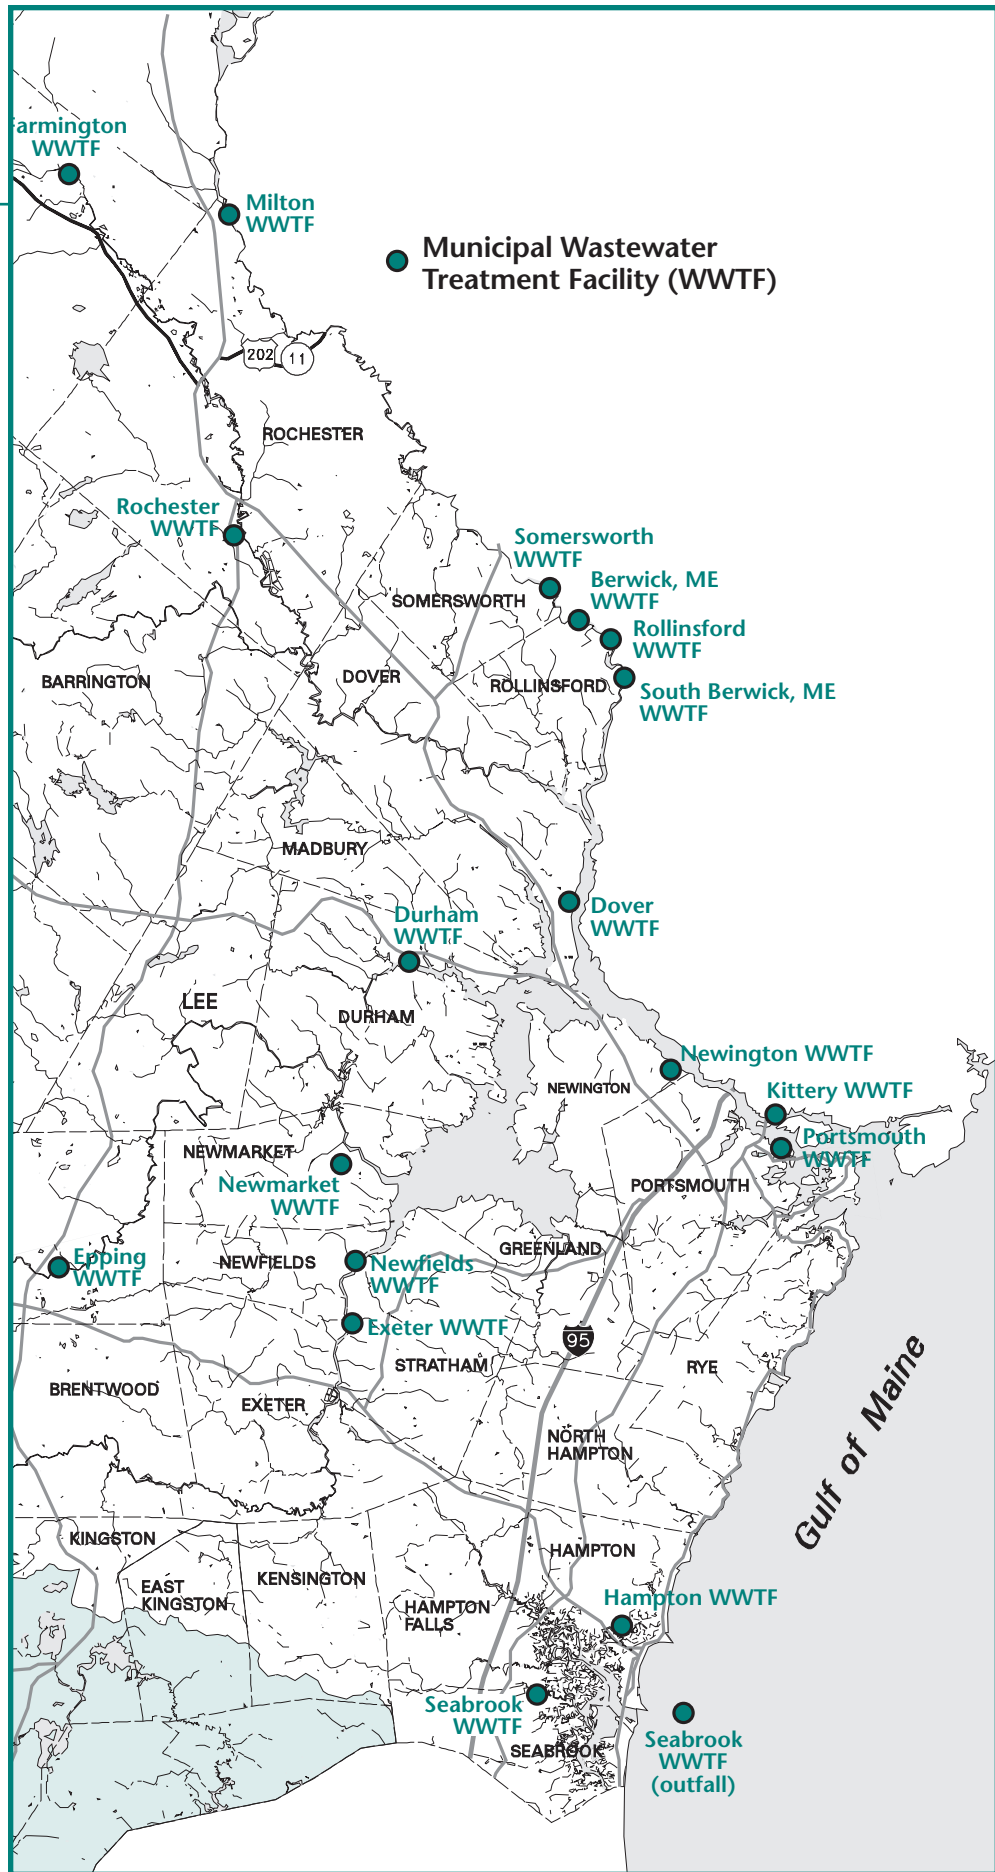 Farmington
WWTF
Milton
WWTF
Municipal Wastewater
Treatment Facility (WWTF)
202
11
ROCHESTER
Rochester
WWTF
Somersworth
WWTF
Berwick, ME
WWTF
SOMERSWORTH
Rollinsford
WWTF
BARRINGTON
DOVER
ROLLINSFORD
South Berwick, ME
WWTF
MADBURY
Dover
WWTF
Durham
WWTF
LEE
DURHAM
Newington WWTF
NEWINGTON
Kittery WWTF
Portsmouth
WWTF
NEWMARKET
Newmarket
WWTF
PORTSMOUTH
Epping
WWTF
NEWFIELDS
Newfields
WWTF
GREENLAND
Exeter WWTF
95
STRATHAM
RYE
BRENTWOOD
EXETER
Gulf of Maine
NORTH
HAMPTON
KINGSTON
HAMPTON
EAST
KINGSTON
KENSINGTON
HAMPTON
FALLS
Hampton WWTF
Seabrook
WWTF
SEABROOK
Seabrook
WWTF
(outfall)